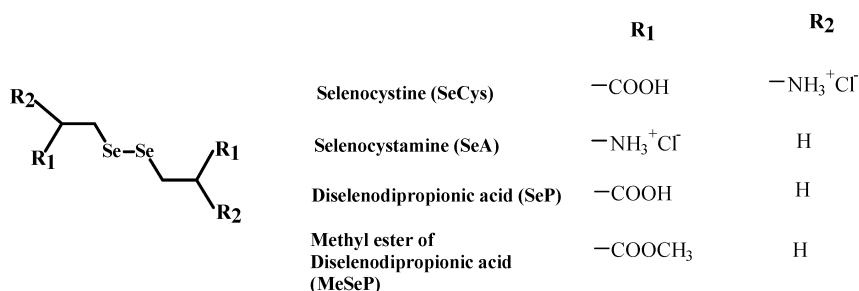 R1 R2
R2
R1
Se–Se
R1
R2
Selenocystine (SeCys) –COOH –NH3+Cl-
Selenocystamine (SeA) –NH3+Cl- H
Diselenodipropionic acid (SeP) –COOH H
Methyl ester of
Diselenodipropionic acid –COOCH3 H
(MeSeP)